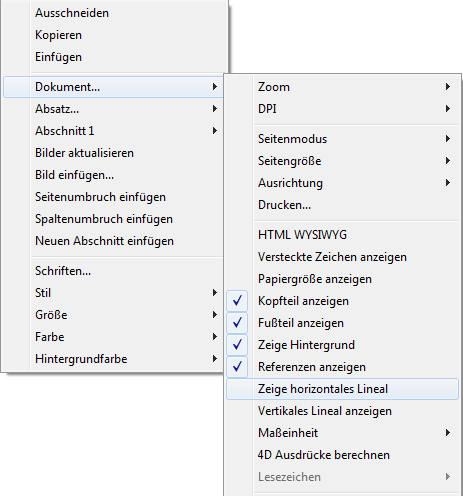 Ausschneiden
Kopieren
Einfügen
Dokument...
Absatz...
Abschnitt 1
Bilder aktualisieren
Bild einfügen...
Seitenumbruch einfügen
Spaltenumbruch einfügen
Neuen Abschnitt einfügen
Schriften...
Stil
Größe
Farbe
Hintergrundfarbe
Zoom
DPI
Seitenmodus
Seitengröße
Ausrichtung
Drucken...
HTML WYSIWYG
Versteckte Zeichen anzeigen
Papiergröße anzeigen
Kopfteil anzeigen
Fußteil anzeigen
Zeige Hintergrund
Referenzen anzeigen
Zeige horizontales Lineal
Vertikales Lineal anzeigen
Maßeinheit
4D Ausdrücke berechnen
Lesezeichen